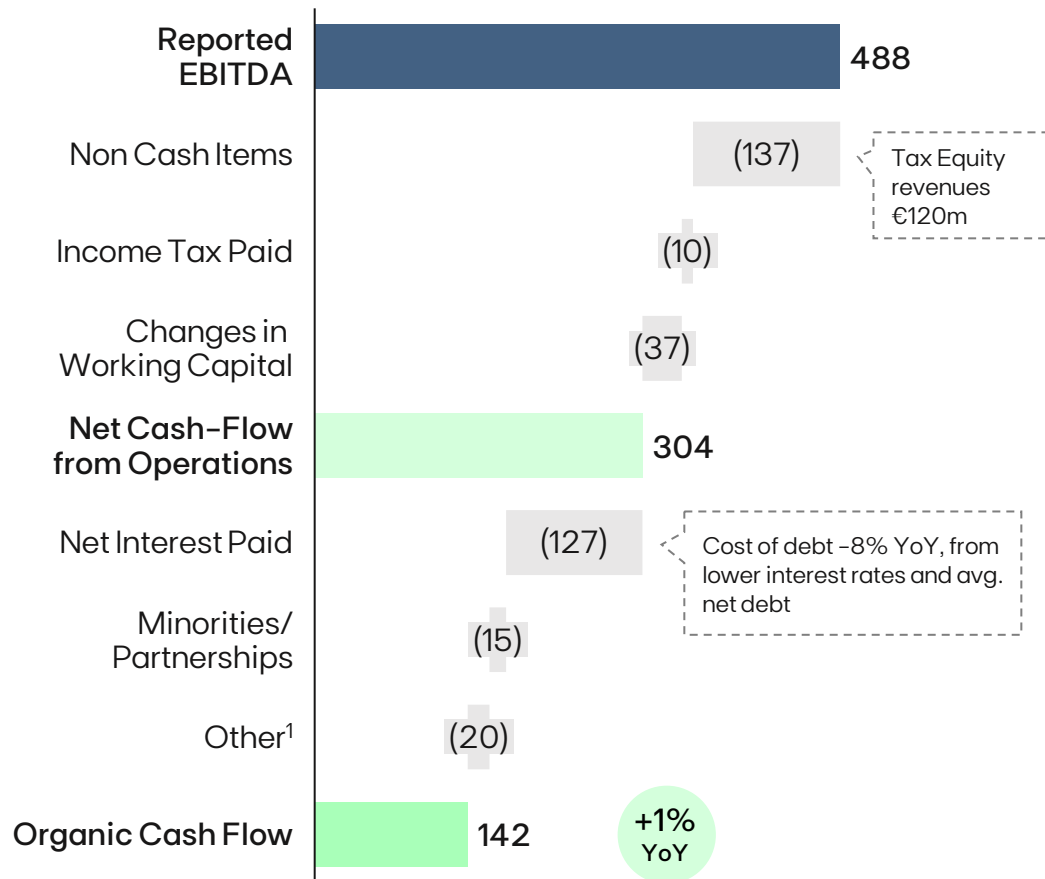 Reported
EBITDA
488
Non Cash Items
(137)
Tax Equity
revenues
€120m
Income Tax Paid
(10)
Changes in
Working Capital
(37)
Net Cash-Flow
from Operations
304
Net Interest Paid
(127)
Cost of debt -8% YoY, from
lower interest rates and avg.
net debt
Minorities/
Partnerships
(15)
Other¹
(20)
Organic Cash Flow
142
+1%
YoY